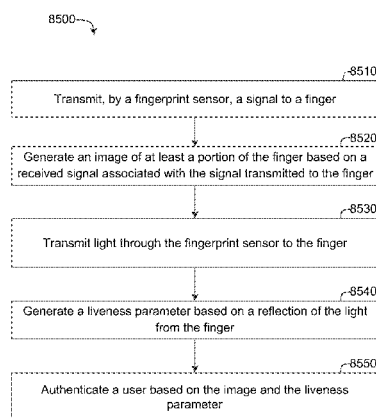 8500
8510
Transmit, by a fingerprint sensor, a signal to a finger
8520
Generate an image of at least a portion of the finger based on a
received signal associated with the signal transmitted to the finger
8530
Transmit light through the fingerprint sensor to the finger
8540
Generate a liveness parameter based on a reflection of the light
from the finger
8550
Authenticate a user based on the image and the liveness
parameter